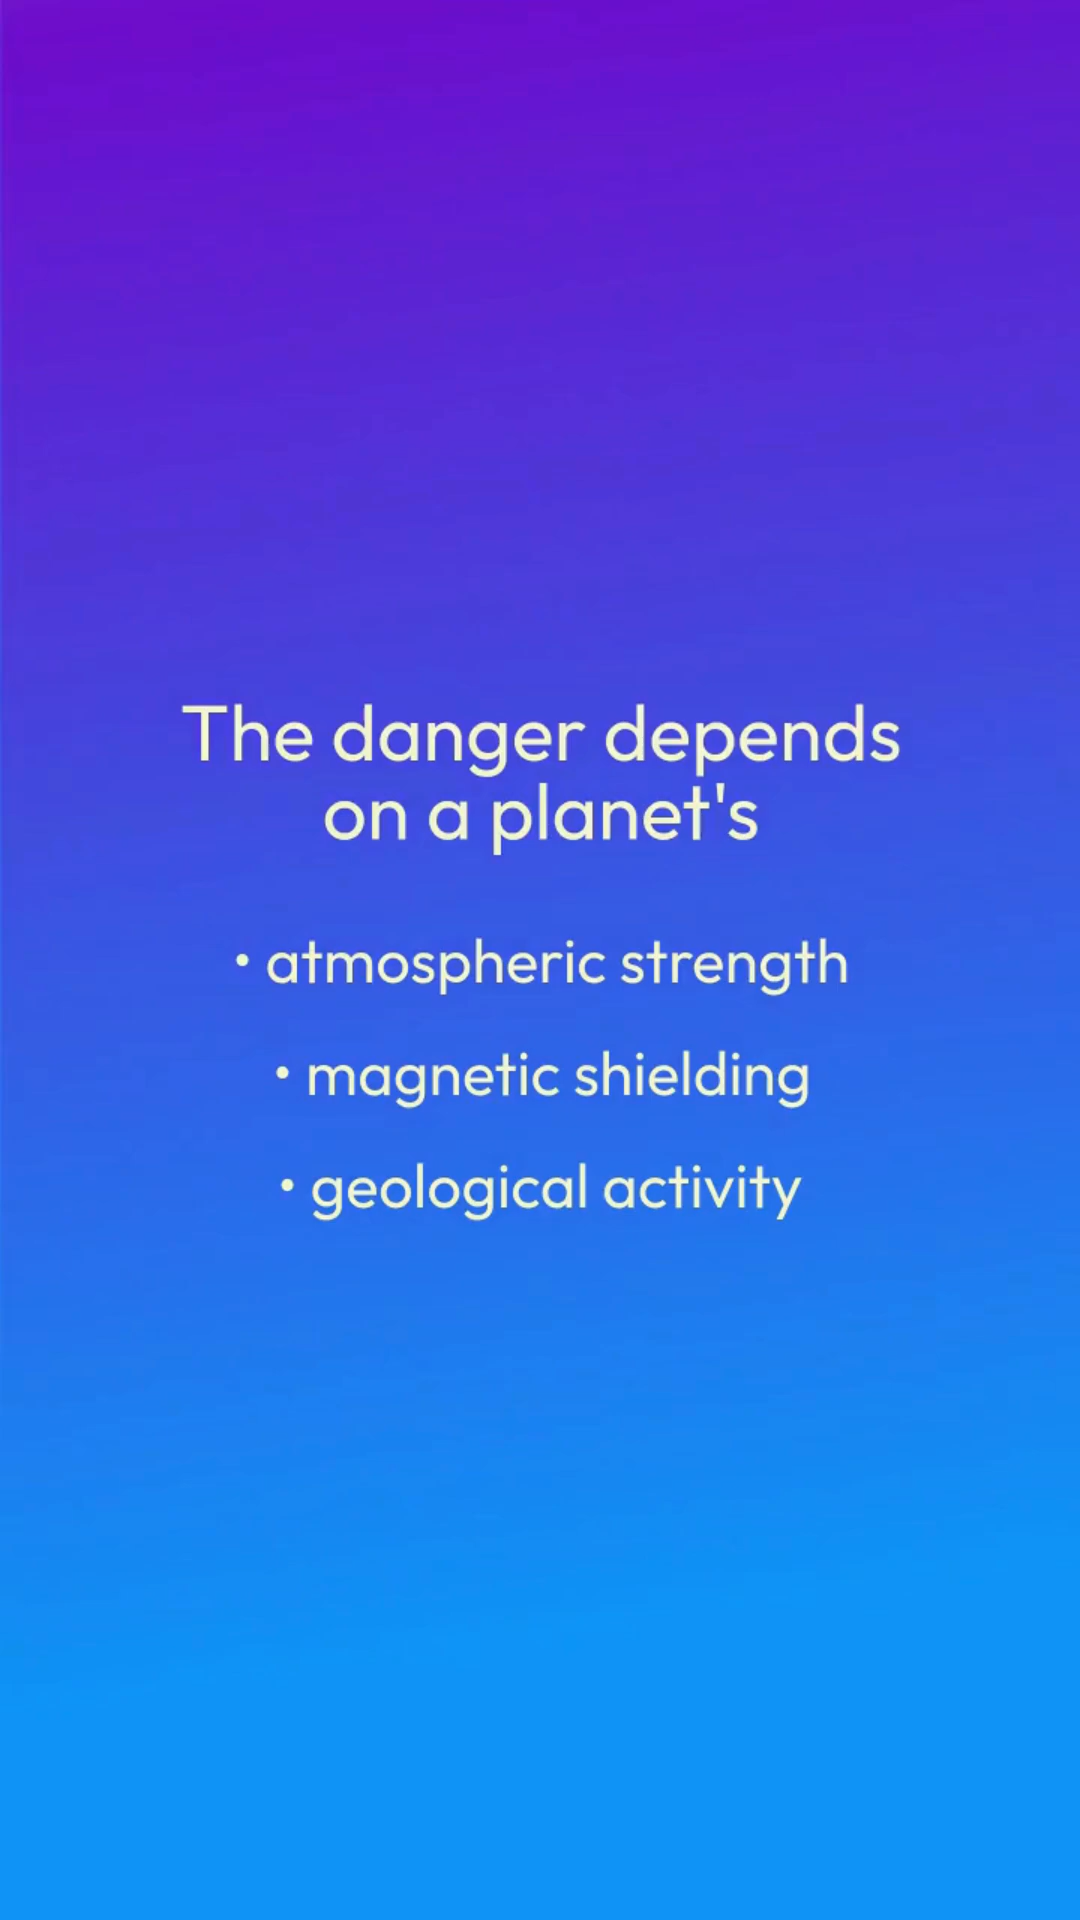 The danger depends
on a planet's
• atmospheric strength
• magnetic shielding
• geological activity